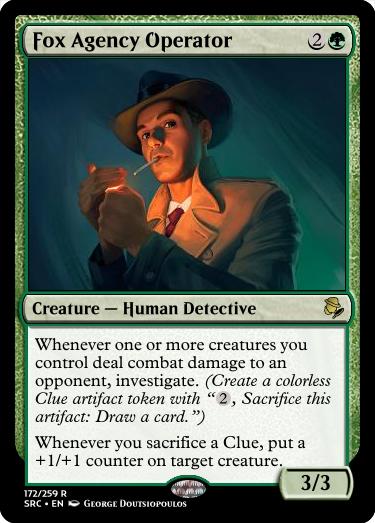 Fox Agency Operator 2
Creature — Human Detective
Whenever one or more creatures you
control deal combat damage to an
opponent, investigate. (Create a colorless
Clue artifact token with “2, Sacrifice this
artifact: Draw a card.”)
Whenever you sacrifice a Clue, put a
+1/+1 counter on target creature.
3/3
172/259 R
SRC • EN George Doutsiopoulos